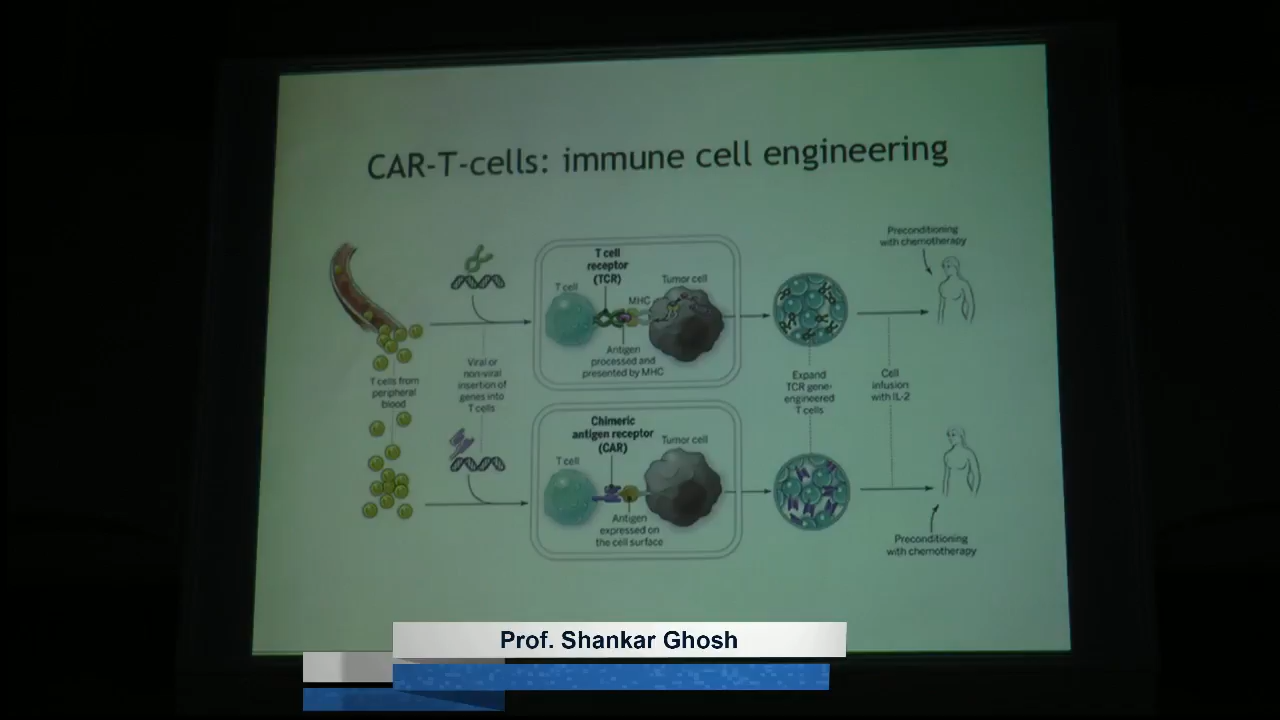 CAR-T-cells: immune cell engineering
Preconditioning
with chemotherapy
T cell
receptor
(TCR)
T cell
Tumor cell
MHC
Antigen
processed and
presented by MHC
T cells from
peripheral
blood
Viral or
non-viral
insertion of
genes into
T cells
Expand
TCR gene-
engineered
T cells
Cell
infusion
with IL-2
Chimeric
antigen receptor
(CAR)
T cell
Tumor cell
Antigen
expressed on
the cell surface
Preconditioning
with chemotherapy
Prof. Shankar Ghosh